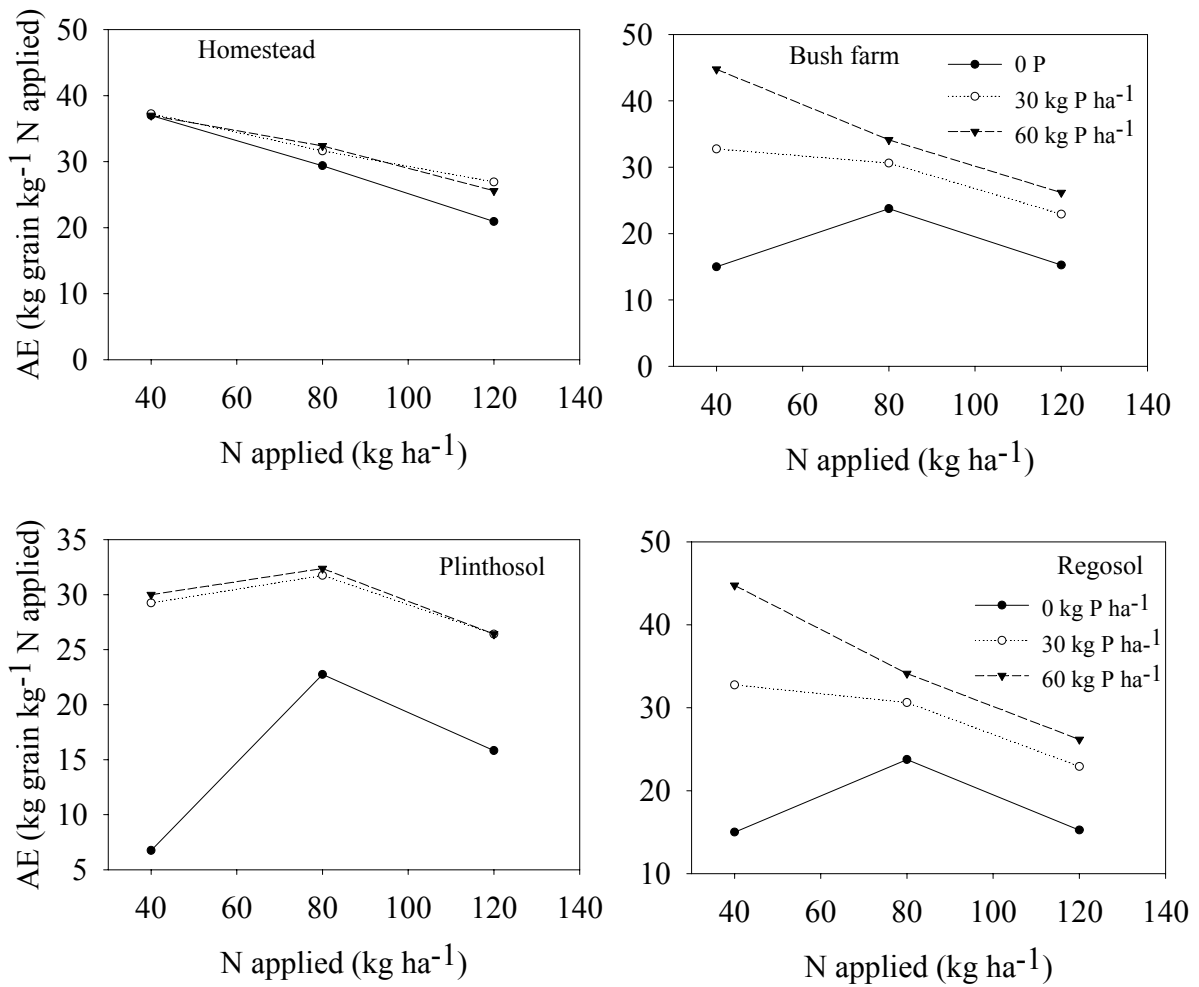 Homestead
50
40
30
20
10
0
AE (kg grain kg-1 N applied)
40 60 80 100 120 140
N applied (kg ha-1)
Bush farm
0 P
30 kg P ha-1
60 kg P ha-1
50
40
30
20
10
0
40 60 80 100 120 140
N applied (kg ha-1)
Plinthosol
35
30
25
20
15
10
5
AE (kg grain kg-1 N applied)
40 60 80 100 120 140
N applied (kg ha-1)
Regosol
0 kg P ha-1
30 kg P ha-1
60 kg P ha-1
50
40
30
20
10
40 60 80 100 120 140
N applied (kg ha-1)